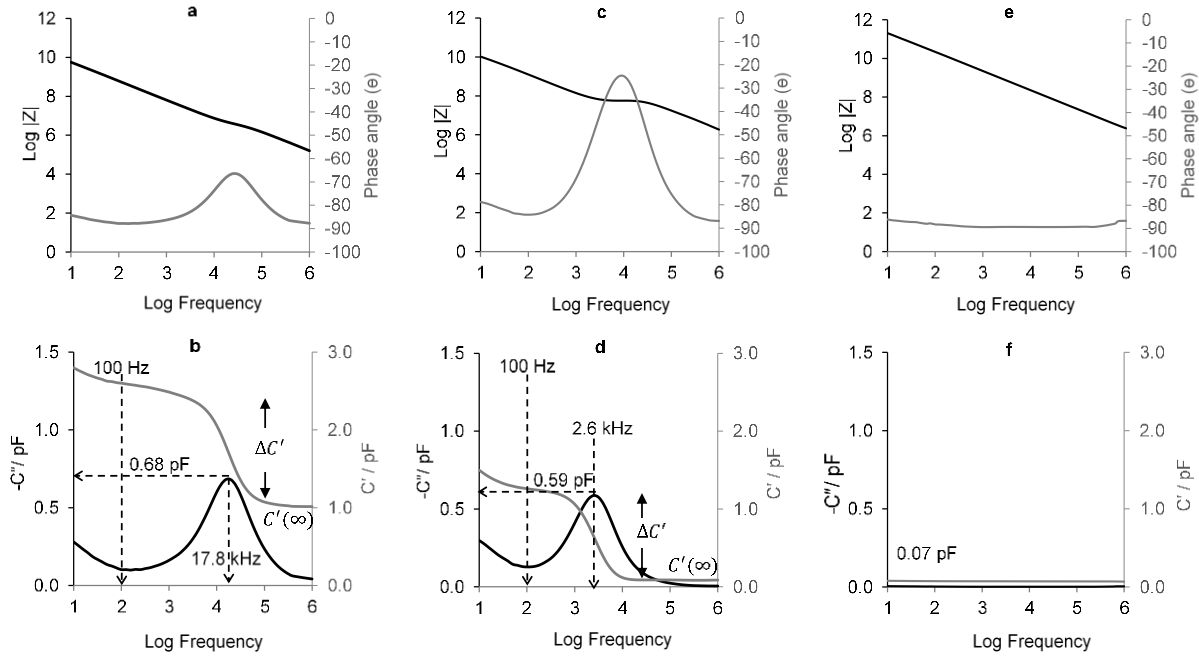 a
12
10
8
6
4
2
0
Log |Z|
0
-10
-20
-30
-40
-50
-60
-70
-80
-90
-100
Phase angle (ө)
1 2 3 4 5 6
Log Frequency
c
12
10
8
6
4
2
0
Log |Z|
0
-10
-20
-30
-40
-50
-60
-70
-80
-90
-100
Phase angle (ө)
1 2 3 4 5 6
Log Frequency
e
12
10
8
6
4
2
0
Log |Z|
0
-10
-20
-30
-40
-50
-60
-70
-80
-90
-100
Phase angle (ө)
1 2 3 4 5 6
Log Frequency
b
1.5
1.0
0.5
0.0
-C″/ pF
3.0
2.0
1.0
0.0
C′ / pF
100 Hz
0.68 pF
ΔC′
C′(∞)
17.8 kHz
1 2 3 4 5 6
Log Frequency
d
1.5
1.0
0.5
0.0
-C″/ pF
3.0
2.0
1.0
0.0
C′ / pF
100 Hz
2.6 kHz
0.59 pF
ΔC′
C′(∞)
1 2 3 4 5 6
Log Frequency
f
1.5
1.0
0.5
0.0
-C″/ pF
3.0
2.0
1.0
0.0
C′ / pF
0.07 pF
1 2 3 4 5 6
Log Frequency